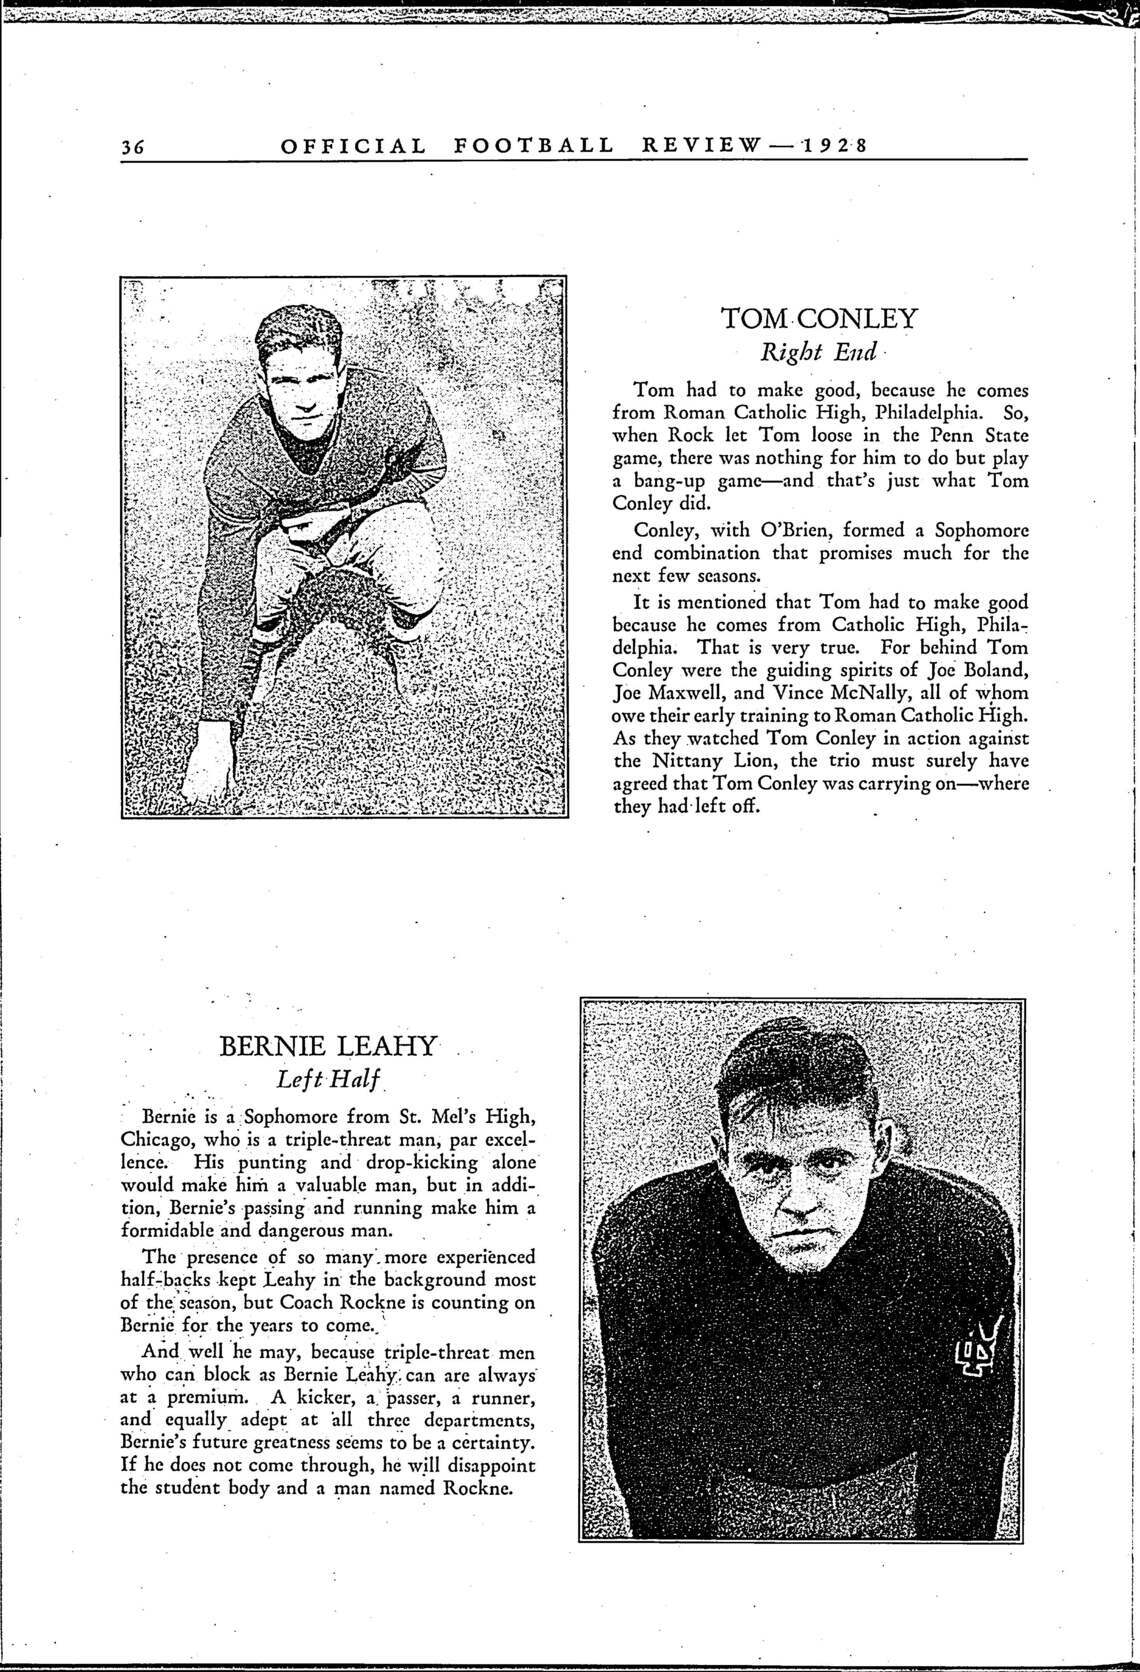 36 OFFICIAL FOOTBALL REVIEW—1928
TOM CONLEY
Right End
Tom had to make good, because he comes
from Roman Catholic High, Philadelphia. So,
when Rock let Tom loose in the Penn State
game, there was nothing for him to do but play
a bang-up game—and that's just what Tom
Conley did.
Conley, with O'Brien, formed a Sophomore
end combination that promises much for the
next few seasons.
It is mentioned that Tom had to make good
because he comes from Catholic High, Phila-
delphia. That is very true. For behind Tom
Conley were the guiding spirits of Joe Boland,
Joe Maxwell, and Vince McNally, all of whom
owe their early training to Roman Catholic High.
As they watched Tom Conley in action against
the Nittany Lion, the trio must surely have
agreed that Tom Conley was carrying on—where
they had left off.
BERNIE LEAHY
Left Half
Bernie is a Sophomore from St. Mel's High,
Chicago, who is a triple-threat man, par excel-
lence. His punting and drop-kicking alone
would make him a valuable man, but in addi-
tion, Bernie's passing and running make him a
formidable and dangerous man.
The presence of so many more experienced
half-backs kept Leahy in the background most
of the season, but Coach Rockne is counting on
Bernie for the years to come.
And well he may, because triple-threat men
who can block as Bernie Leahy can are always
at a premium. A kicker, a passer, a runner,
and equally adept at all three departments,
Bernie's future greatness seems to be a certainty.
If he does not come through, he will disappoint
the student body and a man named Rockne.